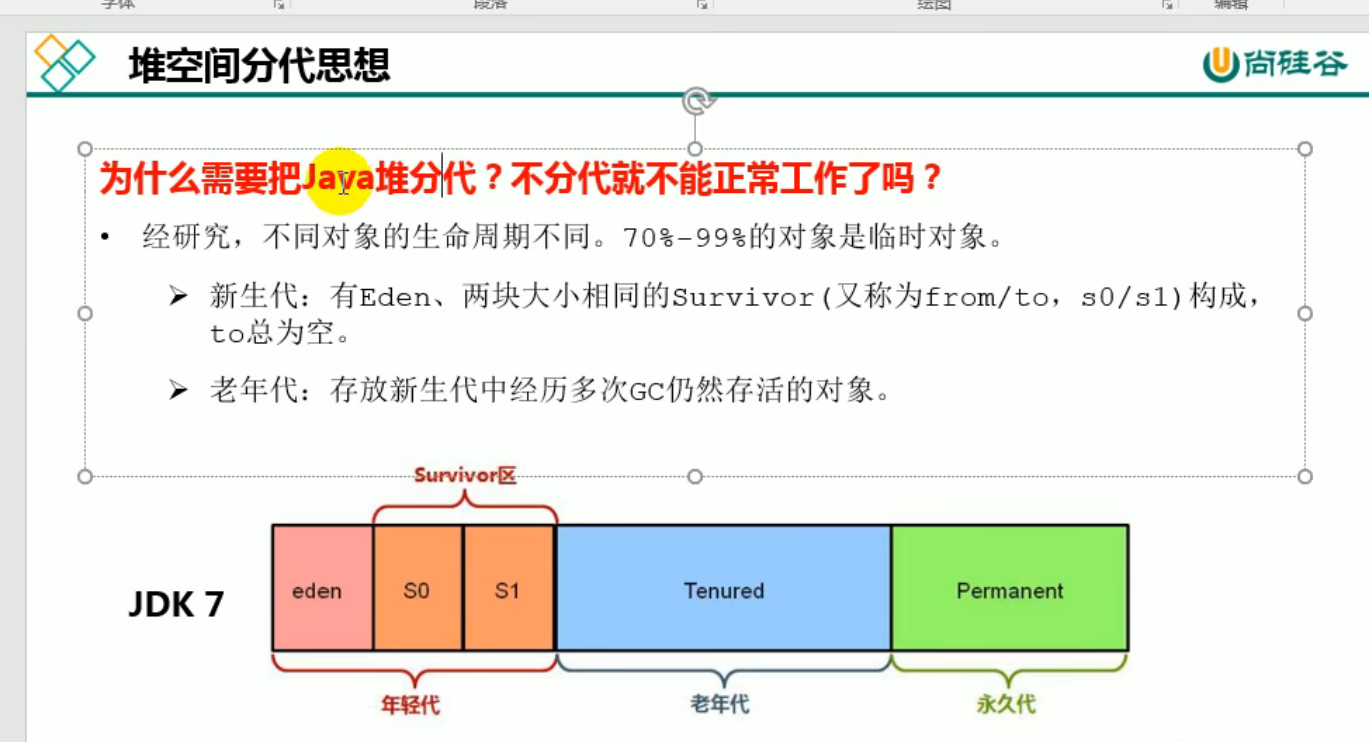 字体 段落 绘图 编辑
堆空间分代思想
尚硅谷
为什么需要把Java堆分代？不分代就不能正常工作了吗？
• 经研究，不同对象的生命周期不同。70%-99%的对象是临时对象。
➢ 新生代：有Eden、两块大小相同的Survivor(又称为from/to，s0/s1)构成，
to总为空。
➢ 老年代：存放新生代中经历多次GC仍然存活的对象。
Survivor区
JDK 7
eden S0 S1 Tenured Permanent
年轻代 老年代 永久代